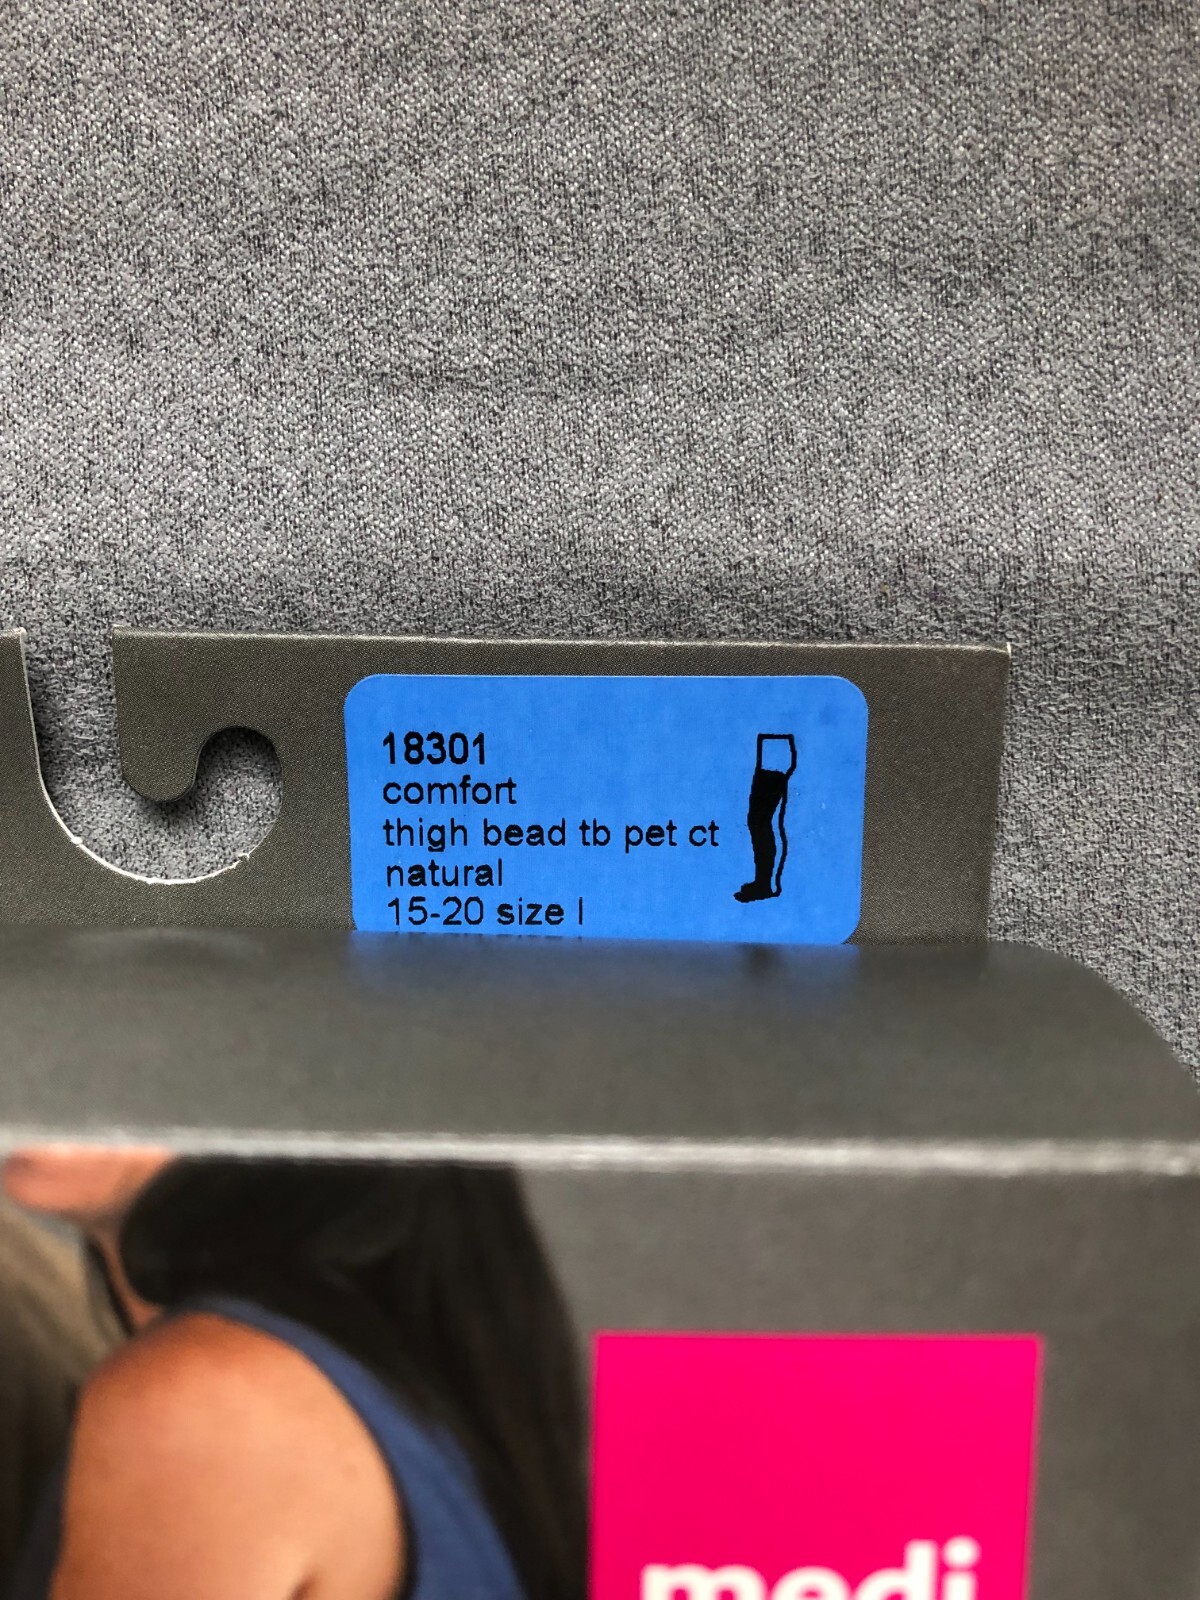 18301
comfort
thigh bead tb pet ct
natural
15-20 size l
medi